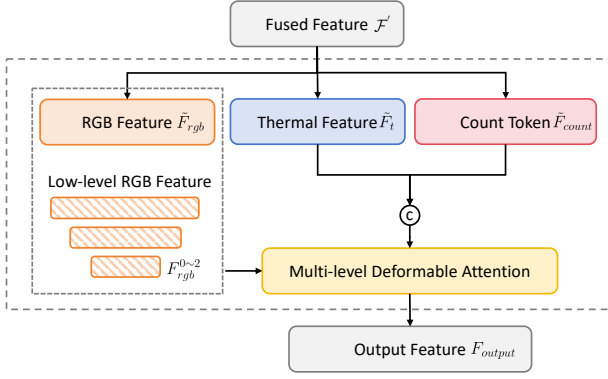 Fused Feature 𝓕′
RGB Feature F̃_rgb
Thermal Feature F̃_t
Count Token F̃_count
Low-level RGB Feature
F_rgb^{0~2}
C
Multi-level Deformable Attention
Output Feature F_output